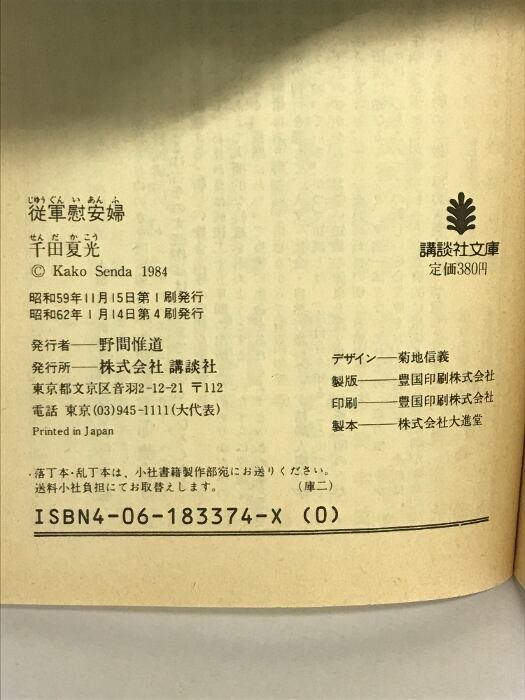 じゅうぐんいあんふ
従軍慰安婦
せんだかこう
千田夏光
© Kako Senda 1984
講談社文庫
定価380円
昭和59年11月15日第1刷発行
昭和62年1月14日第4刷発行
発行者——野間惟道
発行所——株式会社 講談社
東京都文京区音羽2-12-21 〒112
電話 東京(03)945-1111(大代表)
Printed in Japan
デザイン—菊地信義
製版——豊国印刷株式会社
印刷——豊国印刷株式会社
製本——株式会社大進堂
・落丁本・乱丁本は、小社書籍製作部宛にお送りください。
送料小社負担にてお取替えします。 (庫二)
ISBN4-06-183374-X (0)